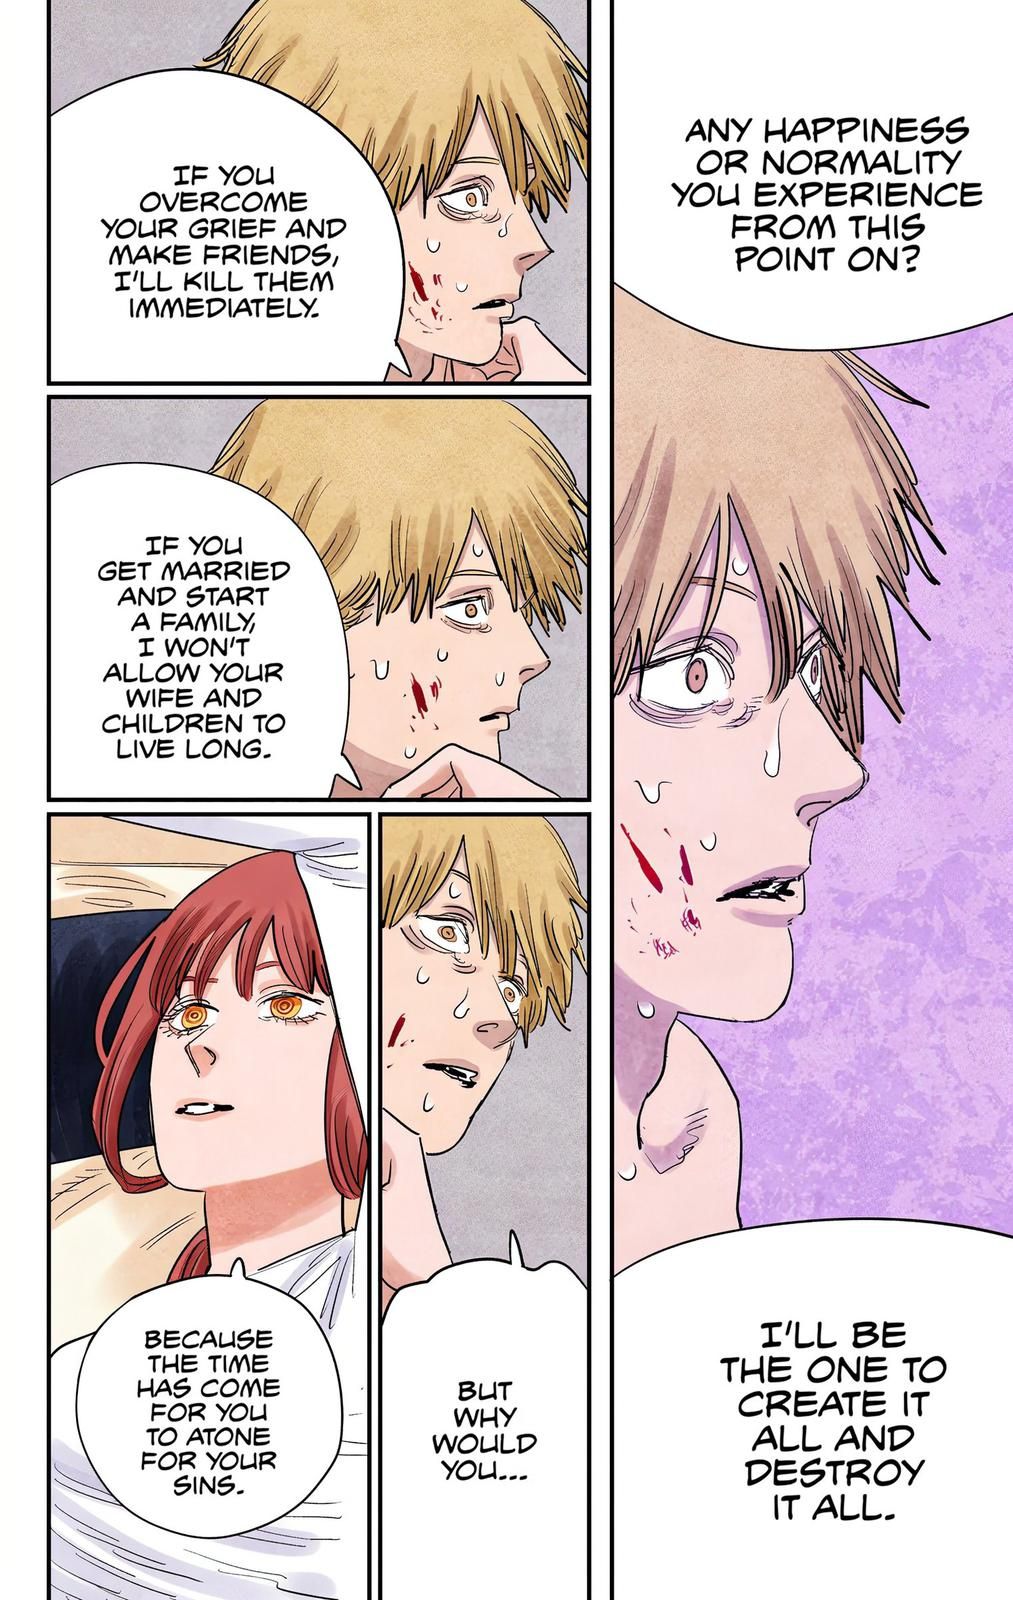 ANY HAPPINESS
OR NORMALITY
YOU EXPERIENCE
FROM THIS
POINT ON?
I'LL BE
THE ONE TO
CREATE IT
ALL AND
DESTROY
IT ALL.
IF YOU
OVERCOME
YOUR GRIEF AND
MAKE FRIENDS,
I'LL KILL THEM
IMMEDIATELY.
IF YOU
GET MARRIED
AND START
A FAMILY,
I WON'T
ALLOW YOUR
WIFE AND
CHILDREN TO
LIVE LONG.
BUT
WHY
WOULD
YOU...
BECAUSE
THE TIME
HAS COME
FOR YOU
TO ATONE
FOR YOUR
SINS.